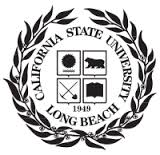 CALIFORNIA STATE UNIVERSITY
LONG BEACH
1949